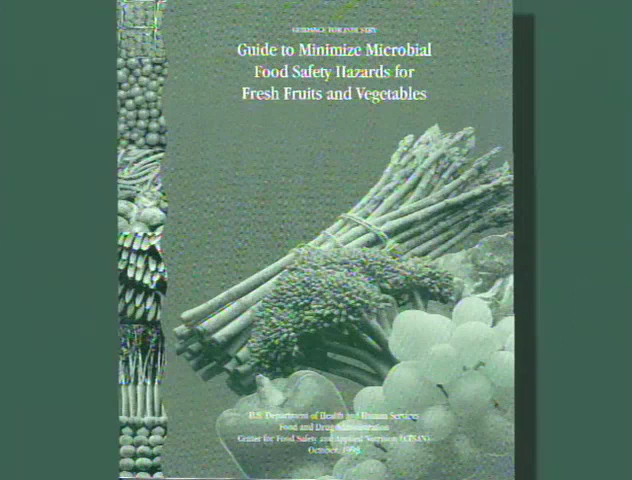 GUIDANCE FOR INDUSTRY
Guide to Minimize Microbial
Food Safety Hazards for
Fresh Fruits and Vegetables
U.S. Department of Health and Human Services
Food and Drug Administration
Center for Food Safety and Applied Nutrition (CFSAN)
October, 1998